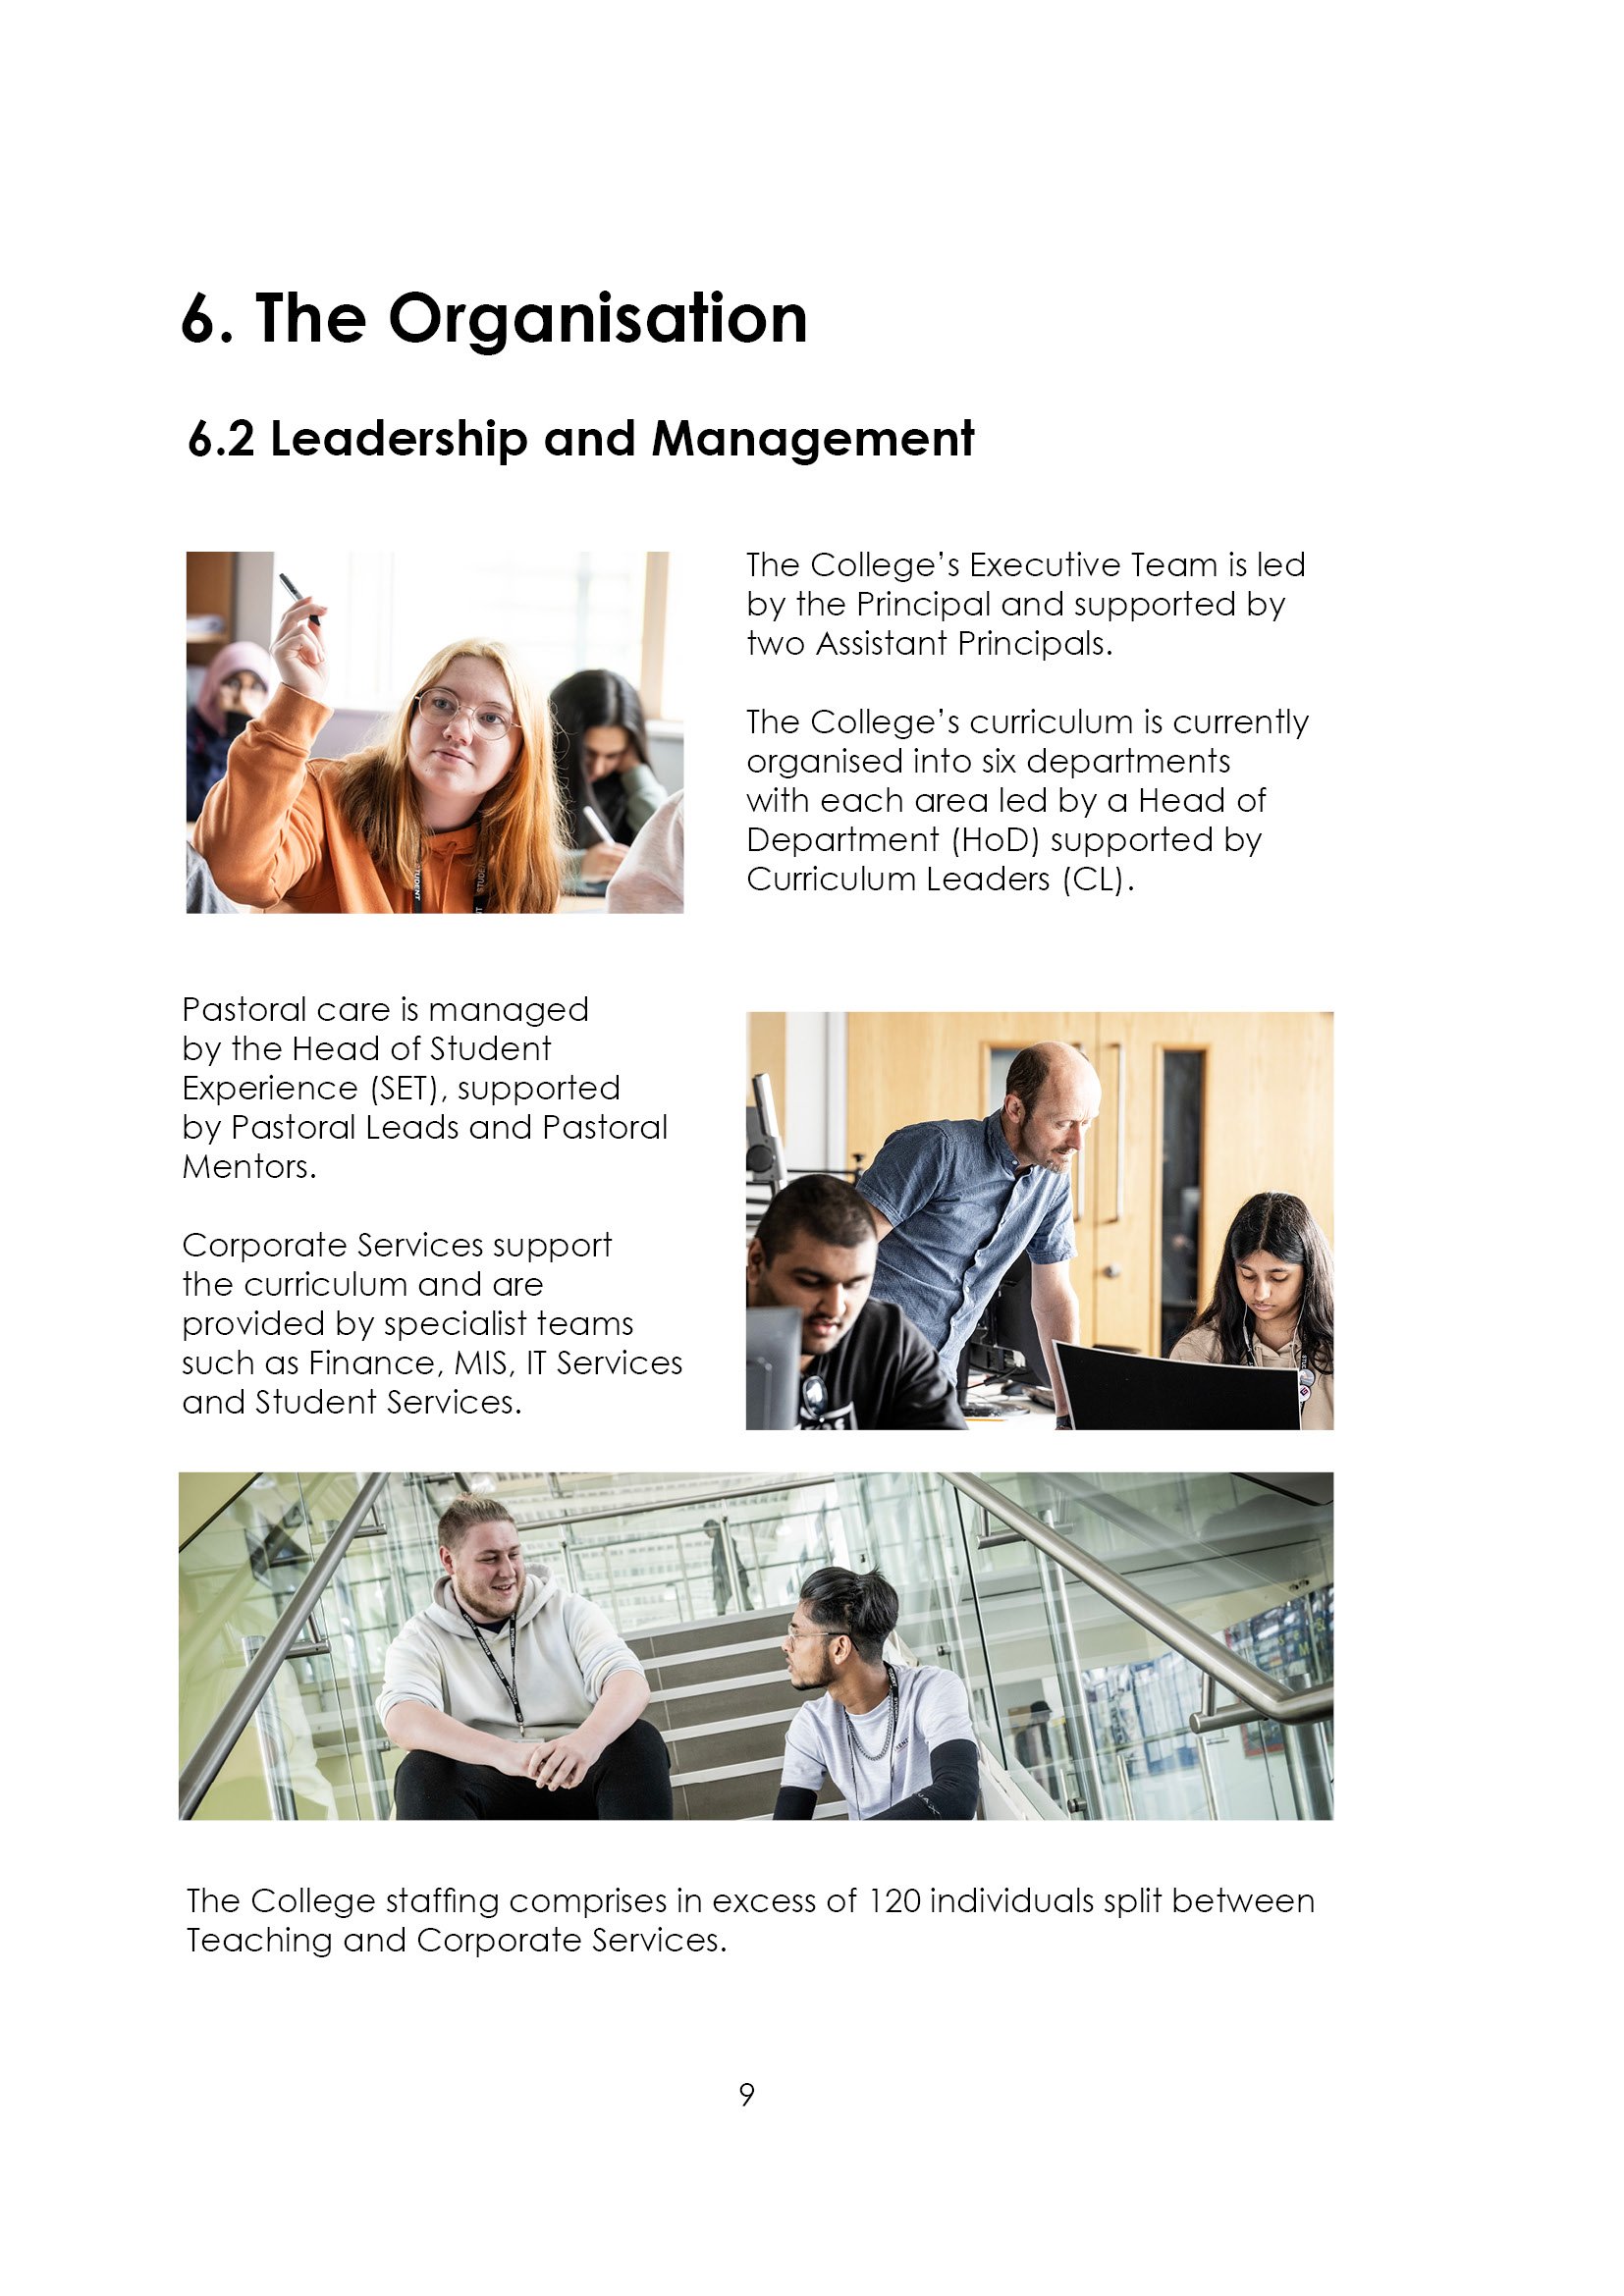 6. The Organisation
6.2 Leadership and Management
The College’s Executive Team is led
by the Principal and supported by
two Assistant Principals.
The College’s curriculum is currently
organised into six departments
with each area led by a Head of
Department (HoD) supported by
Curriculum Leaders (CL).
STUDENT
Pastoral care is managed
by the Head of Student
Experience (SET), supported
by Pastoral Leads and Pastoral
Mentors.
Corporate Services support
the curriculum and are
provided by specialist teams
such as Finance, MIS, IT Services
and Student Services.
The College staffing comprises in excess of 120 individuals split between
Teaching and Corporate Services.
9